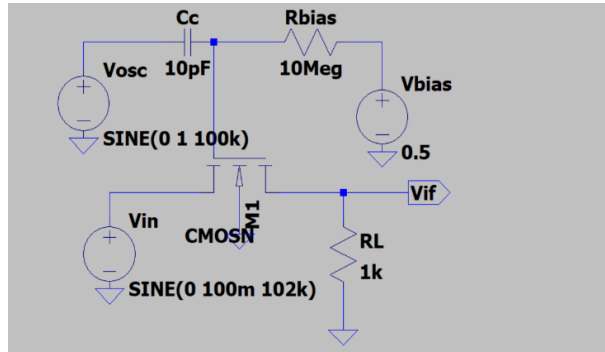 Cc
Rbias
Vosc
10pF
10Meg
Vbias
SINE(0 1 100k)
0.5
Vif
M1
Vin
CMOSN
RL
1k
SINE(0 100m 102k)